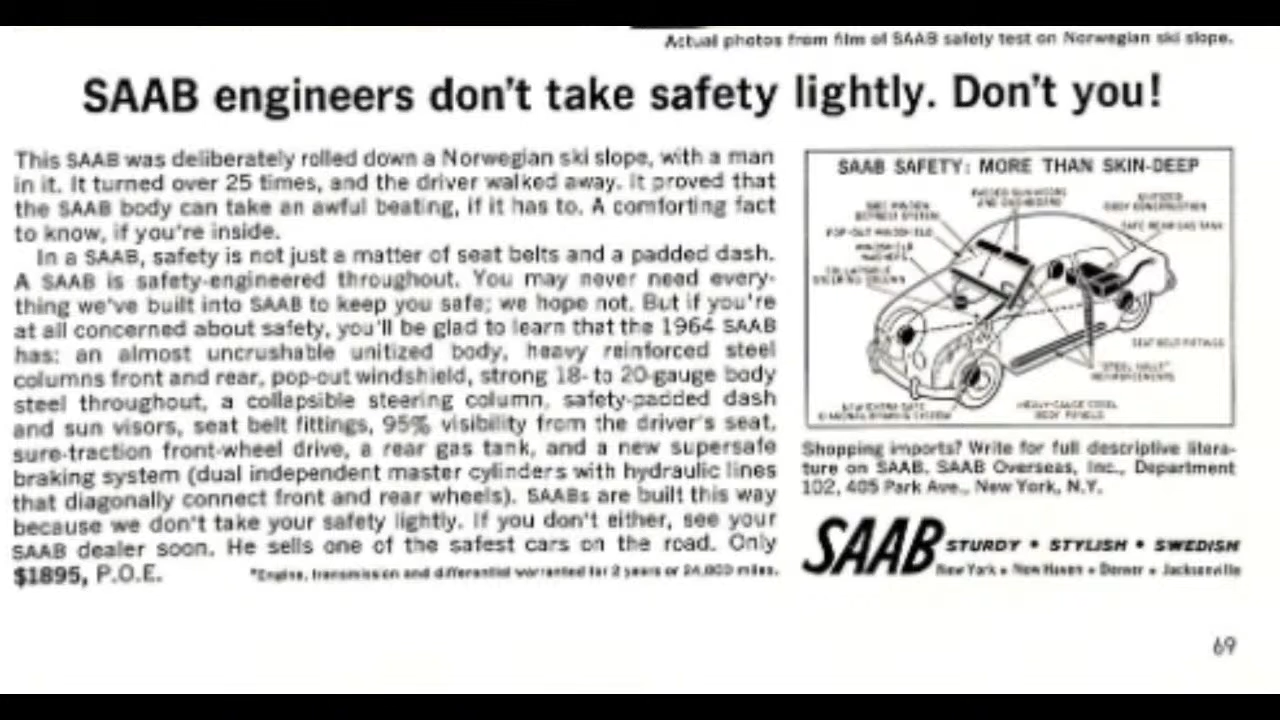 Actual photos from film of SAAB safety test on Norwegian ski slope.
SAAB engineers don't take safety lightly. Don't you!
This SAAB was deliberately rolled down a Norwegian ski slope, with a man
in it. It turned over 25 times, and the driver walked away. It proved that
the SAAB body can take an awful beating, if it has to. A comforting fact
to know, if you're inside.
In a SAAB, safety is not just a matter of seat belts and a padded dash.
A SAAB is safety-engineered throughout. You may never need every-
thing we've built into SAAB to keep you safe; we hope not. But if you're
at all concerned about safety, you'll be glad to learn that the 1964 SAAB
has: an almost uncrushable unitized body, heavy reinforced steel
columns front and rear, pop-out windshield, strong 18- to 20-gauge body
steel throughout, a collapsible steering column, safety-padded dash
and sun visors, seat belt fittings, 95% visibility from the driver's seat,
sure-traction front-wheel drive, a rear gas tank, and a new supersafe
braking system (dual independent master cylinders with hydraulic lines
that diagonally connect front and rear wheels). SAABs are built this way
because we don't take your safety lightly. If you don't either, see your
SAAB dealer soon. He sells one of the safest cars on the road. Only
$1895, P.O.E.
*Engine, transmission and differential warranted for 2 years or 24,000 miles.
SAAB SAFETY: MORE THAN SKIN-DEEP
POP-OUT WINDSHIELD
SAFE REAR GAS TANK
COLLAPSIBLE
STEERING COLUMN
SEAT BELT FITTINGS
REINFORCEMENTS
HEAVY-GAUGE STEEL
BODY PANELS
Shopping imports? Write for full descriptive litera-
ture on SAAB. SAAB Overseas, Inc., Department
102, 405 Park Ave., New York, N.Y.
SAAB STURDY • STYLISH • SWEDISH
New York • New Haven • Denver • Jacksonville
69